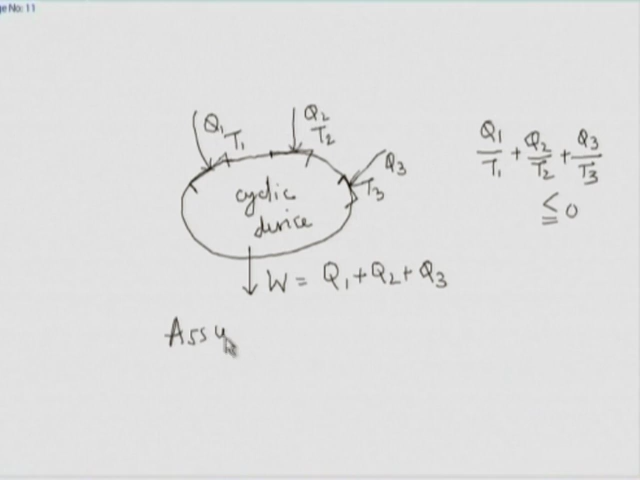 ge No: 11
Q1 T1
Q2 T2
Q3 T3
cyclic
device
W = Q1 + Q2 + Q3
Q1/T1 + Q2/T2 + Q3/T3
≤ 0
Assu